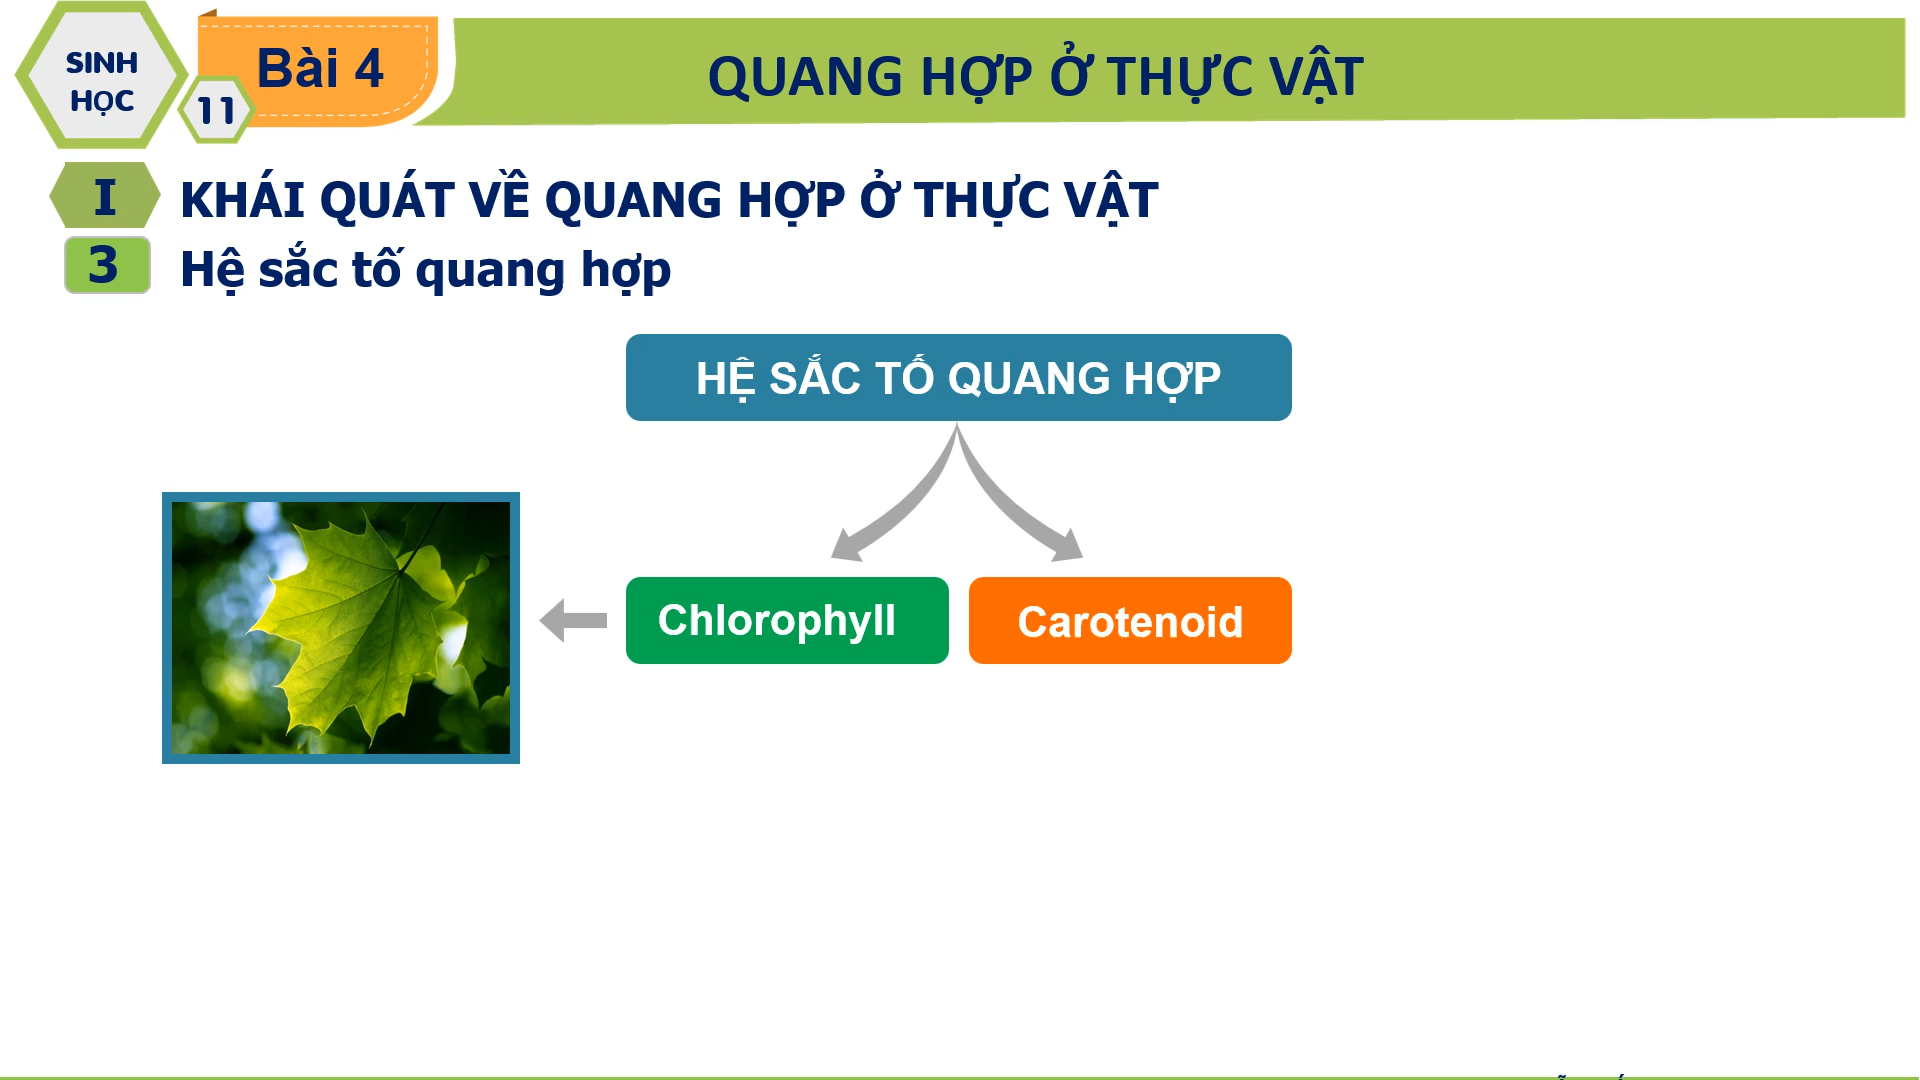 SINH
HỌC
11
Bài 4
QUANG HỢP Ở THỰC VẬT
I
KHÁI QUÁT VỀ QUANG HỢP Ở THỰC VẬT
3
Hệ sắc tố quang hợp
HỆ SẮC TỐ QUANG HỢP
Chlorophyll
Carotenoid